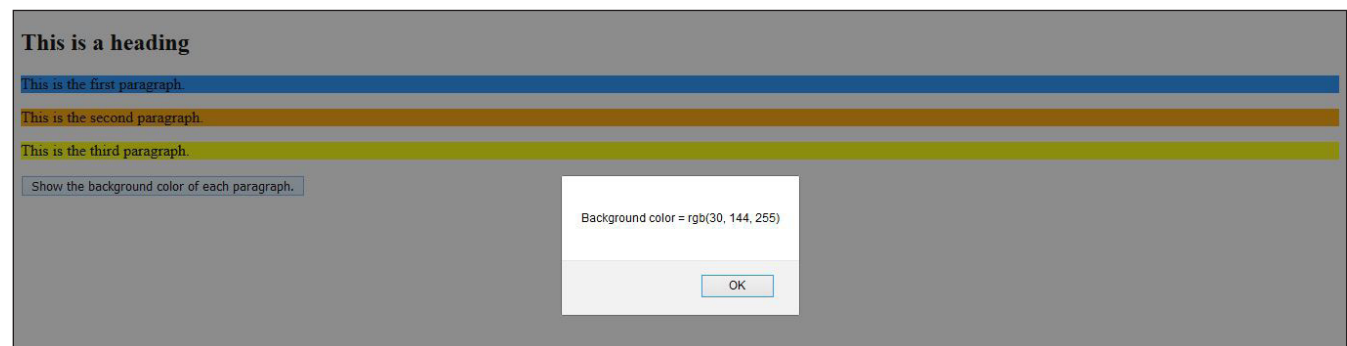 This is a heading
This is the first paragraph.
This is the second paragraph.
This is the third paragraph.
Show the background color of each paragraph.
Background color = rgb(30, 144, 255)
OK